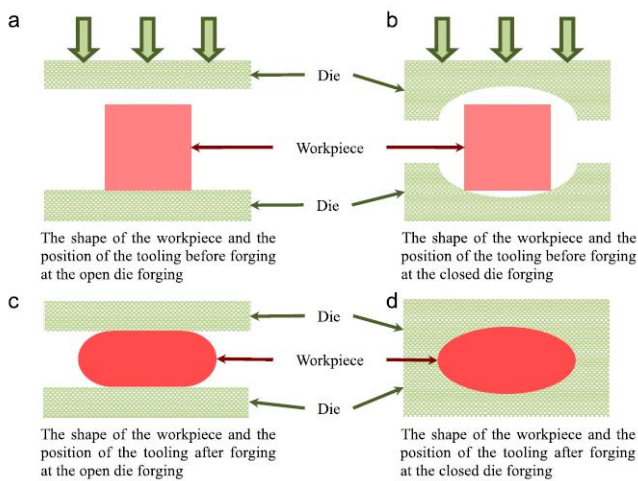 a
b
Die
Workpiece
Die
The shape of the workpiece and the
position of the tooling before forging
at the open die forging
The shape of the workpiece and the
position of the tooling before forging
at the closed die forging
c
d
Die
Workpiece
Die
The shape of the workpiece and the
position of the tooling after forging
at the open die forging
The shape of the workpiece and the
position of the tooling after forging
at the closed die forging